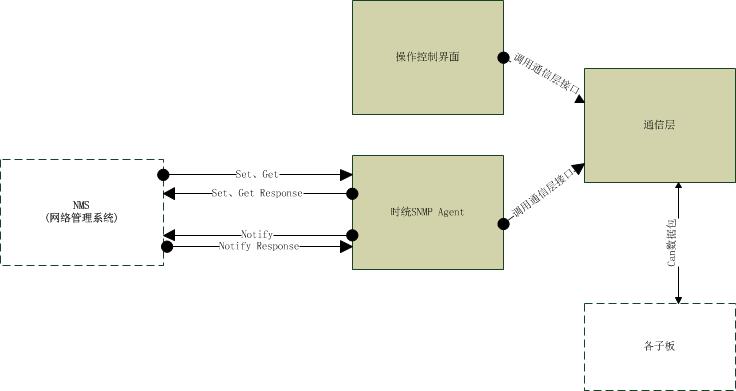 操作控制界面
调用通信层接口
通信层
Set、Get
Set、Get Response
NMS
(网络管理系统)
时统SNMP Agent
调用通信层接口
Notify
Notify Response
Can数据包
各子板